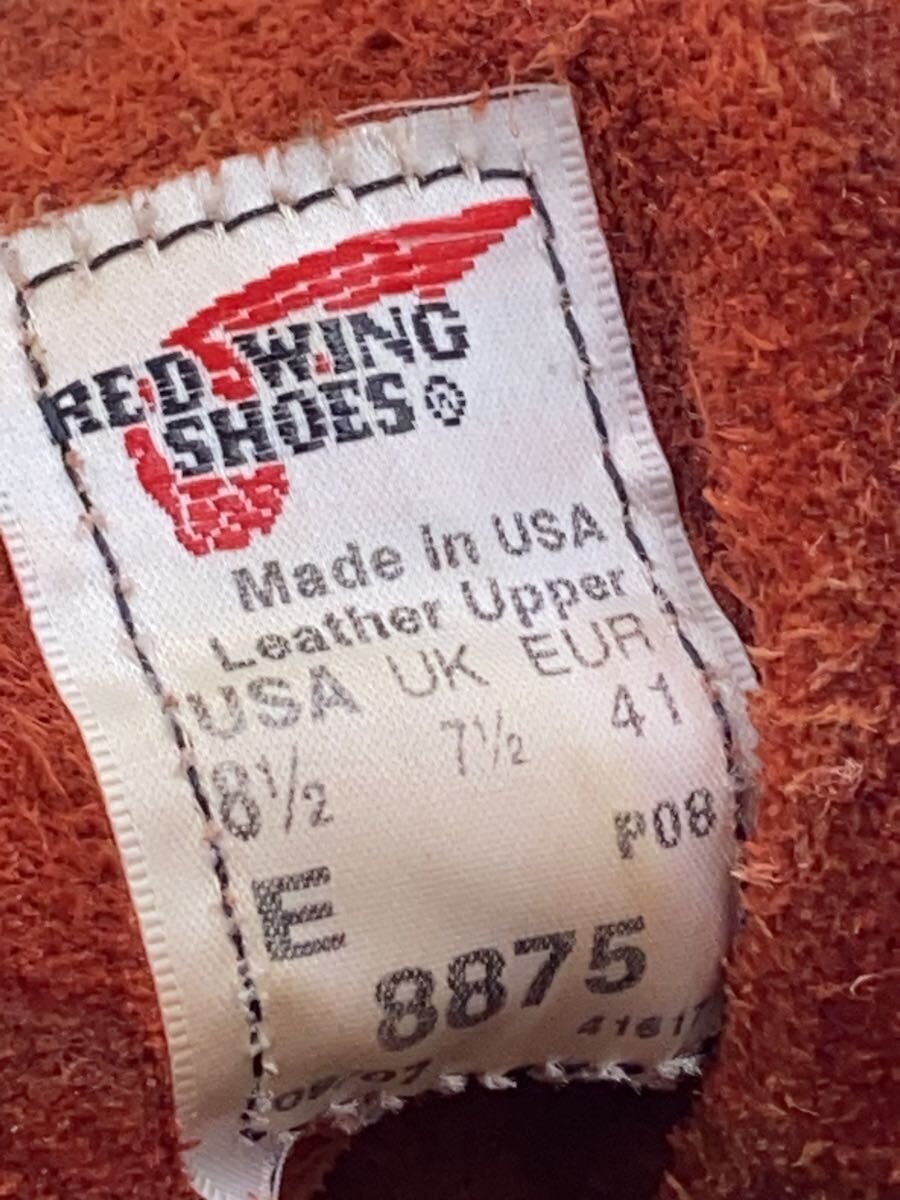 RED WING
SHOES®
Made In USA
Leather Upper
USA UK EUR
8½ 7½ 41
P08
E
8875